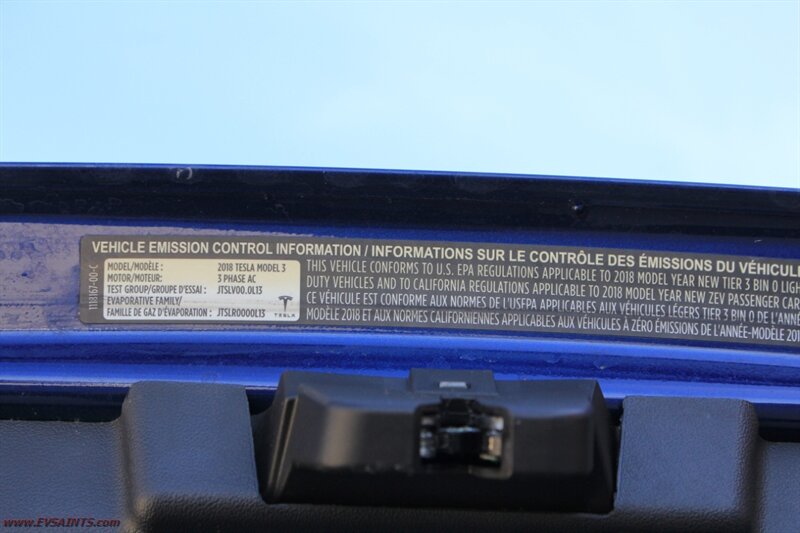 VEHICLE EMISSION CONTROL INFORMATION / INFORMATIONS SUR LE CONTRÔLE DES ÉMISSIONS DU VÉHICULE
1118167-00-C
MODEL/MODÈLE : 2018 TESLA MODEL 3
MOTOR/MOTEUR: 3 PHASE AC
TEST GROUP/GROUPE D'ESSAI : JTSLV00.0L13
EVAPORATIVE FAMILY/
FAMILLE DE GAZ D'ÉVAPORATION : JTSLR0000L13
TESLA
THIS VEHICLE CONFORMS TO U.S. EPA REGULATIONS APPLICABLE TO 2018 MODEL YEAR NEW TIER 3 BIN 0 LIGH
DUTY VEHICLES AND TO CALIFORNIA REGULATIONS APPLICABLE TO 2018 MODEL YEAR NEW ZEV PASSENGER CAR
CE VÉHICULE EST CONFORME AUX NORMES DE L'USEPA APPLICABLES AUX VÉHICULES LÉGERS TIER 3 BIN 0 DE L'ANN
MODÈLE 2018 ET AUX NORMES CALIFORNIENNES APPLICABLES AUX VÉHICULES À ZÉRO ÉMISSIONS DE L'ANNÉE-MODÈLE 201
www.EVSAINTS.com